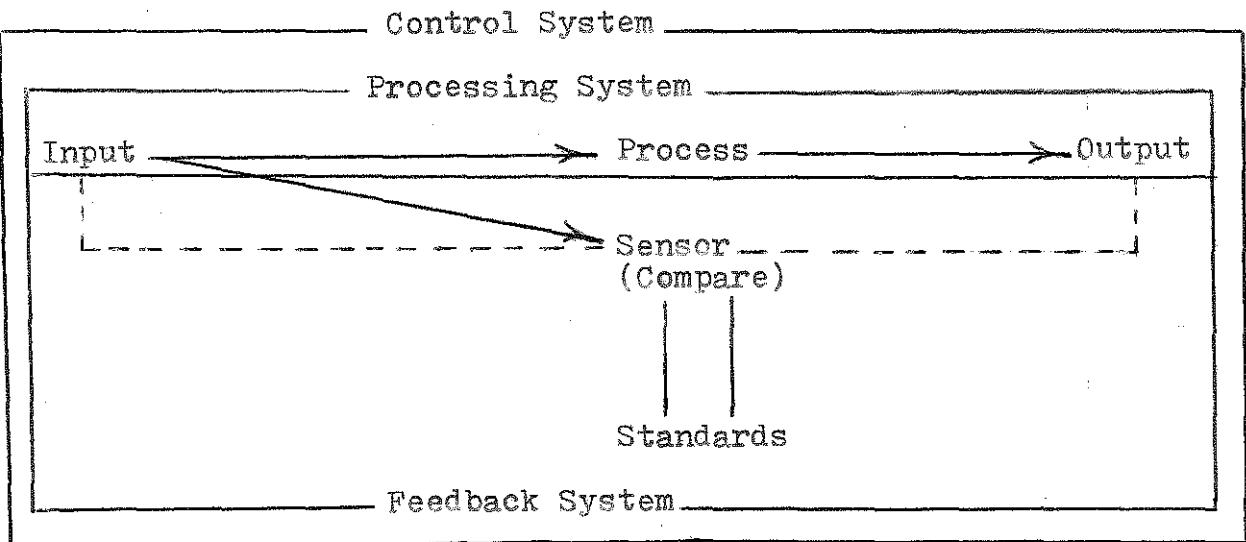 Control System
Processing System
Input Process Output
Sensor
(Compare)
Standards
Feedback System